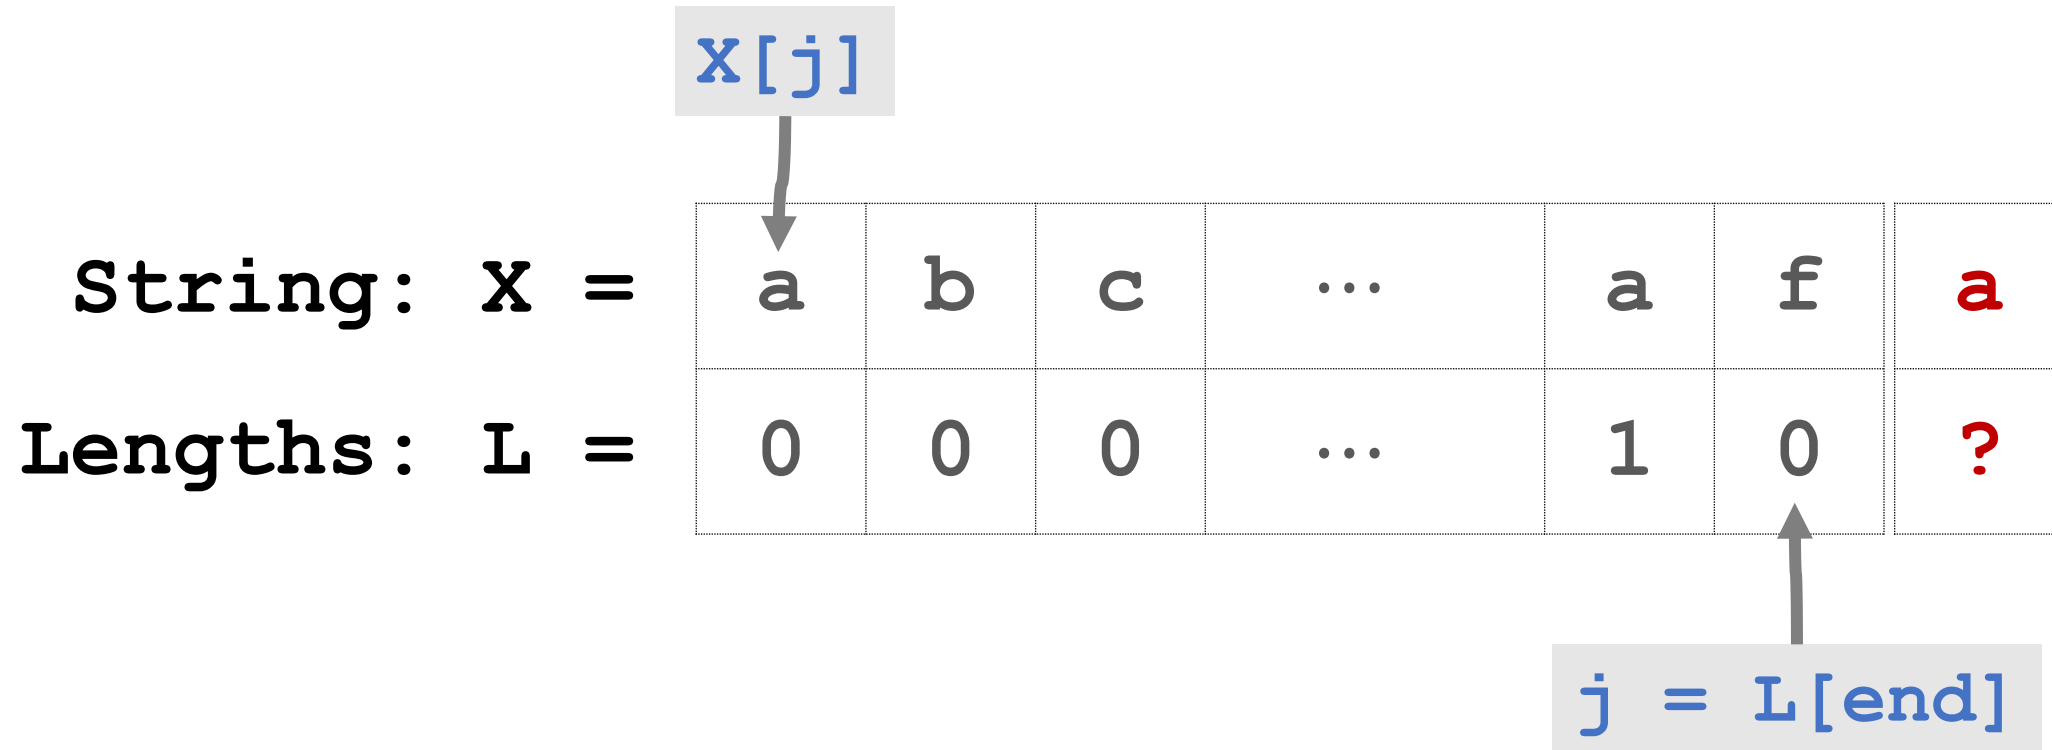 X[j]
String: X = a b c ... a f a
Lengths: L = 0 0 0 ... 1 0 ?
j = L[end]